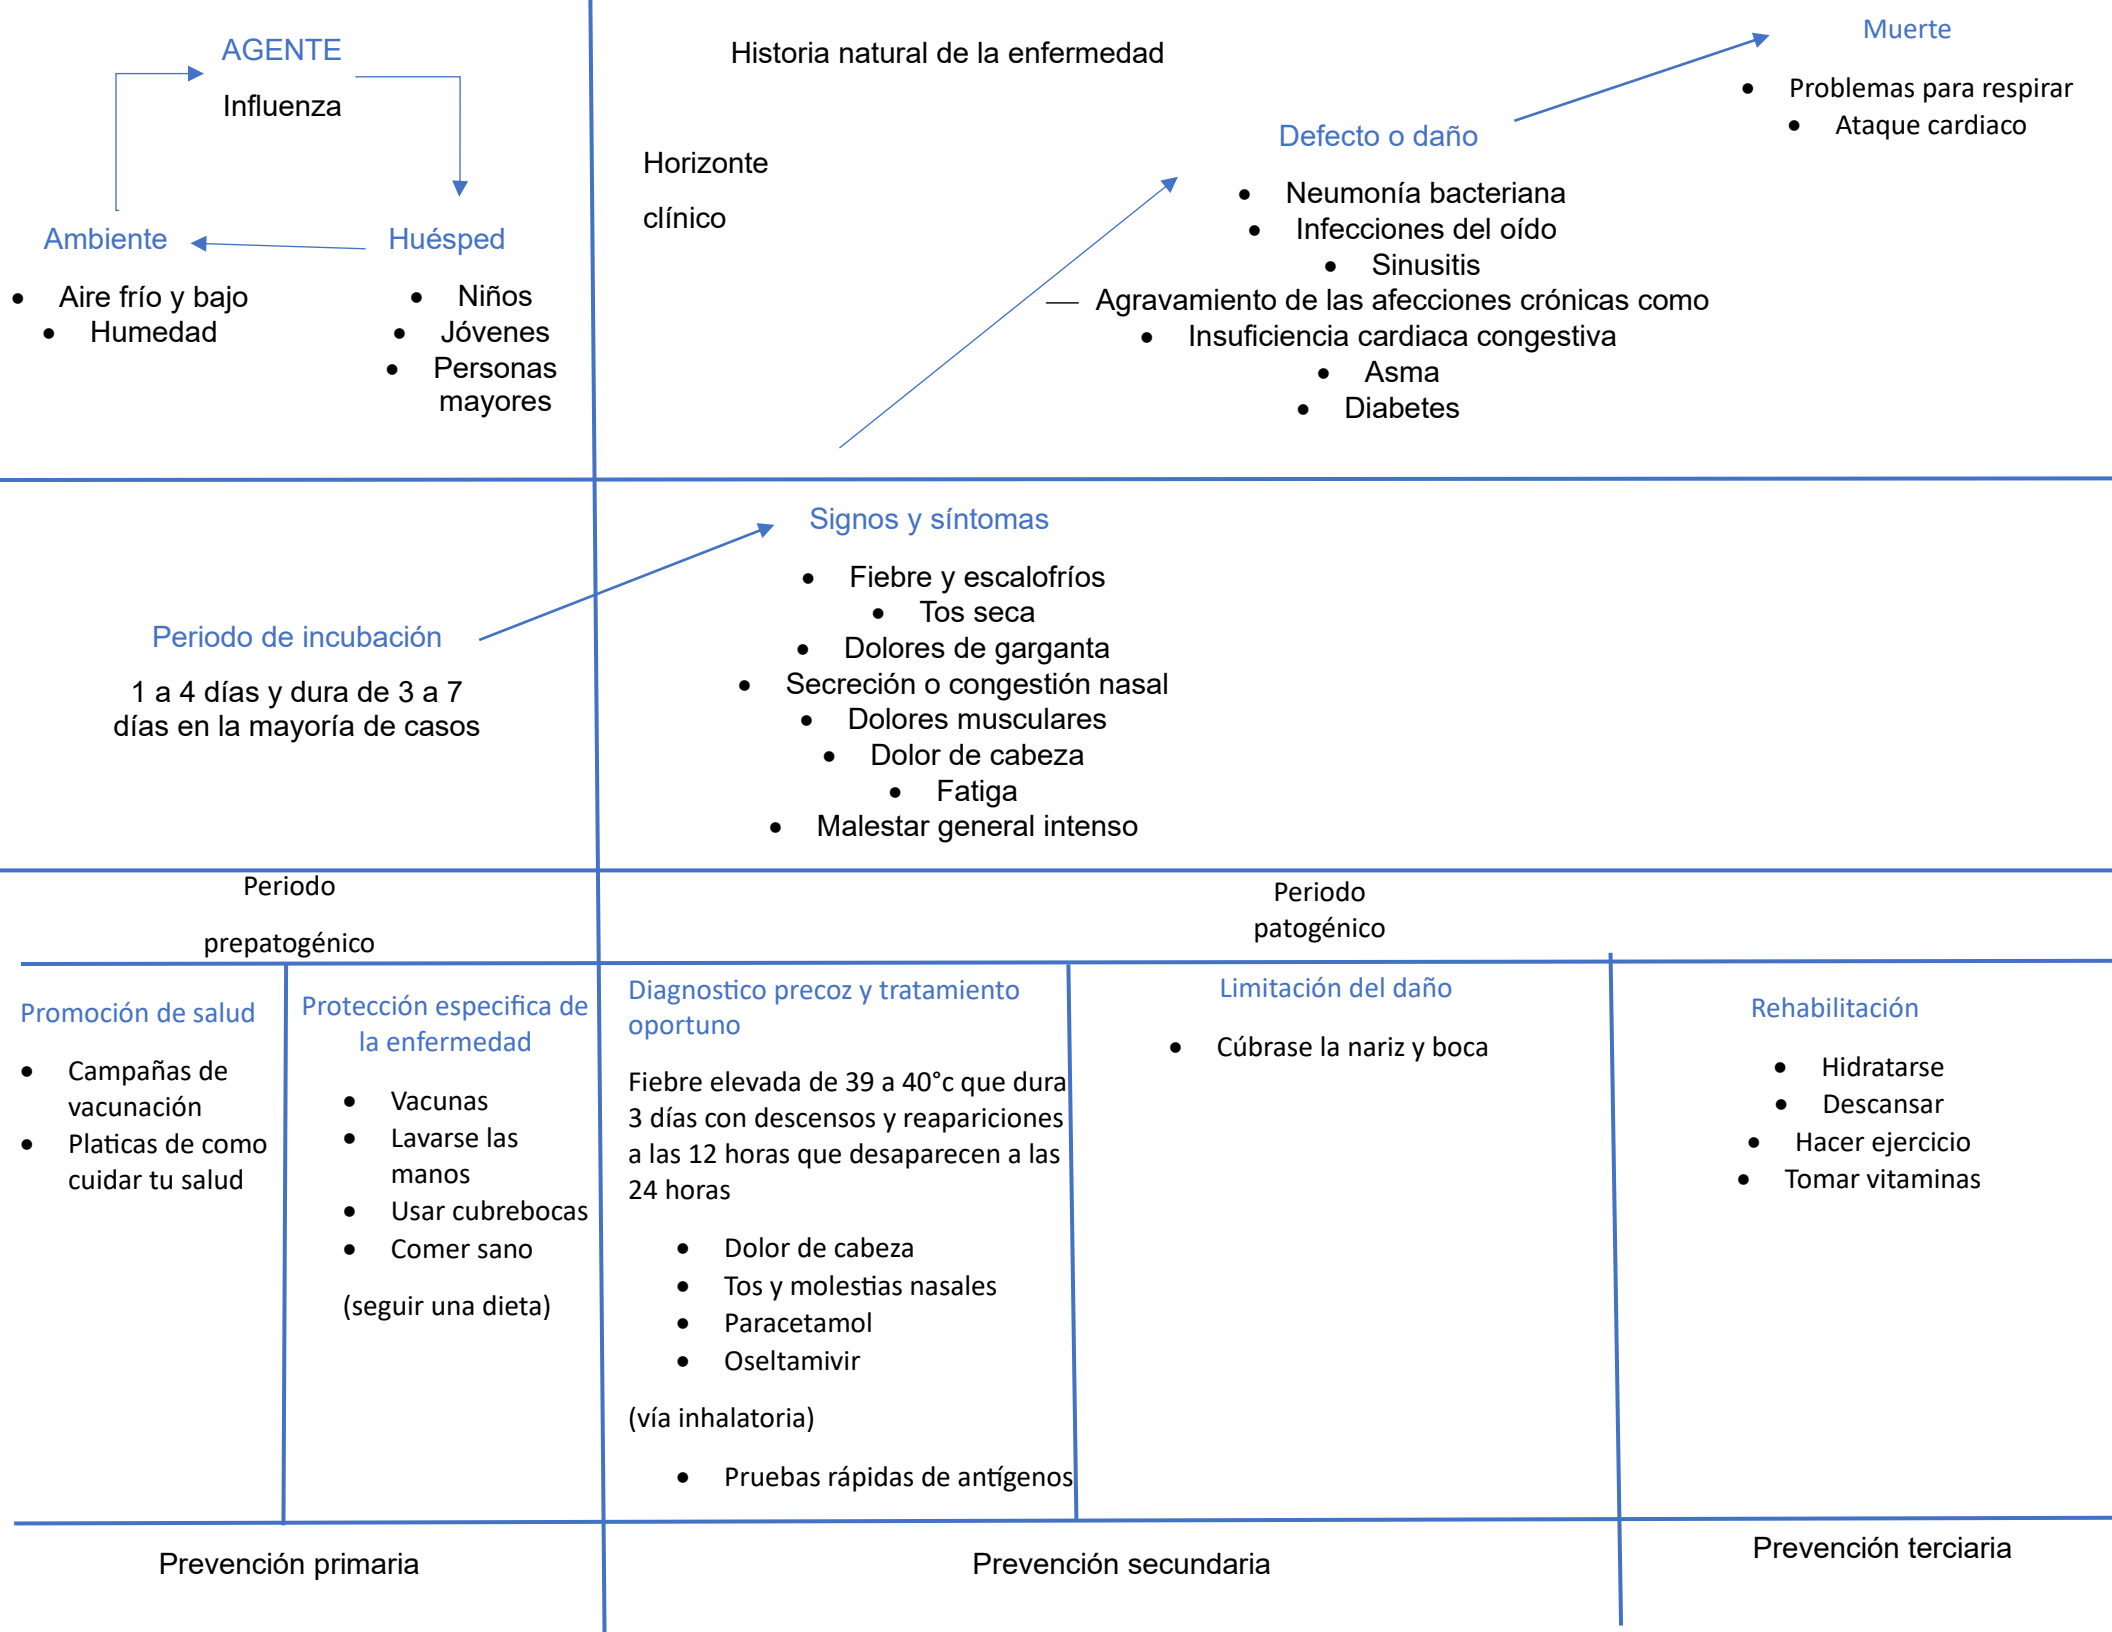 AGENTE
Influenza
Ambiente
Aire frío y bajo
Humedad
Huésped
Niños
Jóvenes
Personas
mayores
Historia natural de la enfermedad
Horizonte
clínico
Defecto o daño
Neumonía bacteriana
Infecciones del oído
Sinusitis
— Agravamiento de las afecciones crónicas como
Insuficiencia cardiaca congestiva
Asma
Diabetes
Muerte
Problemas para respirar
Ataque cardiaco
Periodo de incubación
1 a 4 días y dura de 3 a 7
días en la mayoría de casos
Signos y síntomas
Fiebre y escalofríos
Tos seca
Dolores de garganta
Secreción o congestión nasal
Dolores musculares
Dolor de cabeza
Fatiga
Malestar general intenso
Periodo
prepatogénico
Periodo
patogénico
Promoción de salud
Campañas de
vacunación
Platicas de como
cuidar tu salud
Protección especifica de
la enfermedad
Vacunas
Lavarse las
manos
Usar cubrebocas
Comer sano
(seguir una dieta)
Diagnostico precoz y tratamiento
oportuno
Fiebre elevada de 39 a 40°c que dura
3 días con descensos y reapariciones
a las 12 horas que desaparecen a las
24 horas
Dolor de cabeza
Tos y molestias nasales
Paracetamol
Oseltamivir
(vía inhalatoria)
Pruebas rápidas de antígenos
Limitación del daño
Cúbrase la nariz y boca
Rehabilitación
Hidratarse
Descansar
Hacer ejercicio
Tomar vitaminas
Prevención primaria
Prevención secundaria
Prevención terciaria